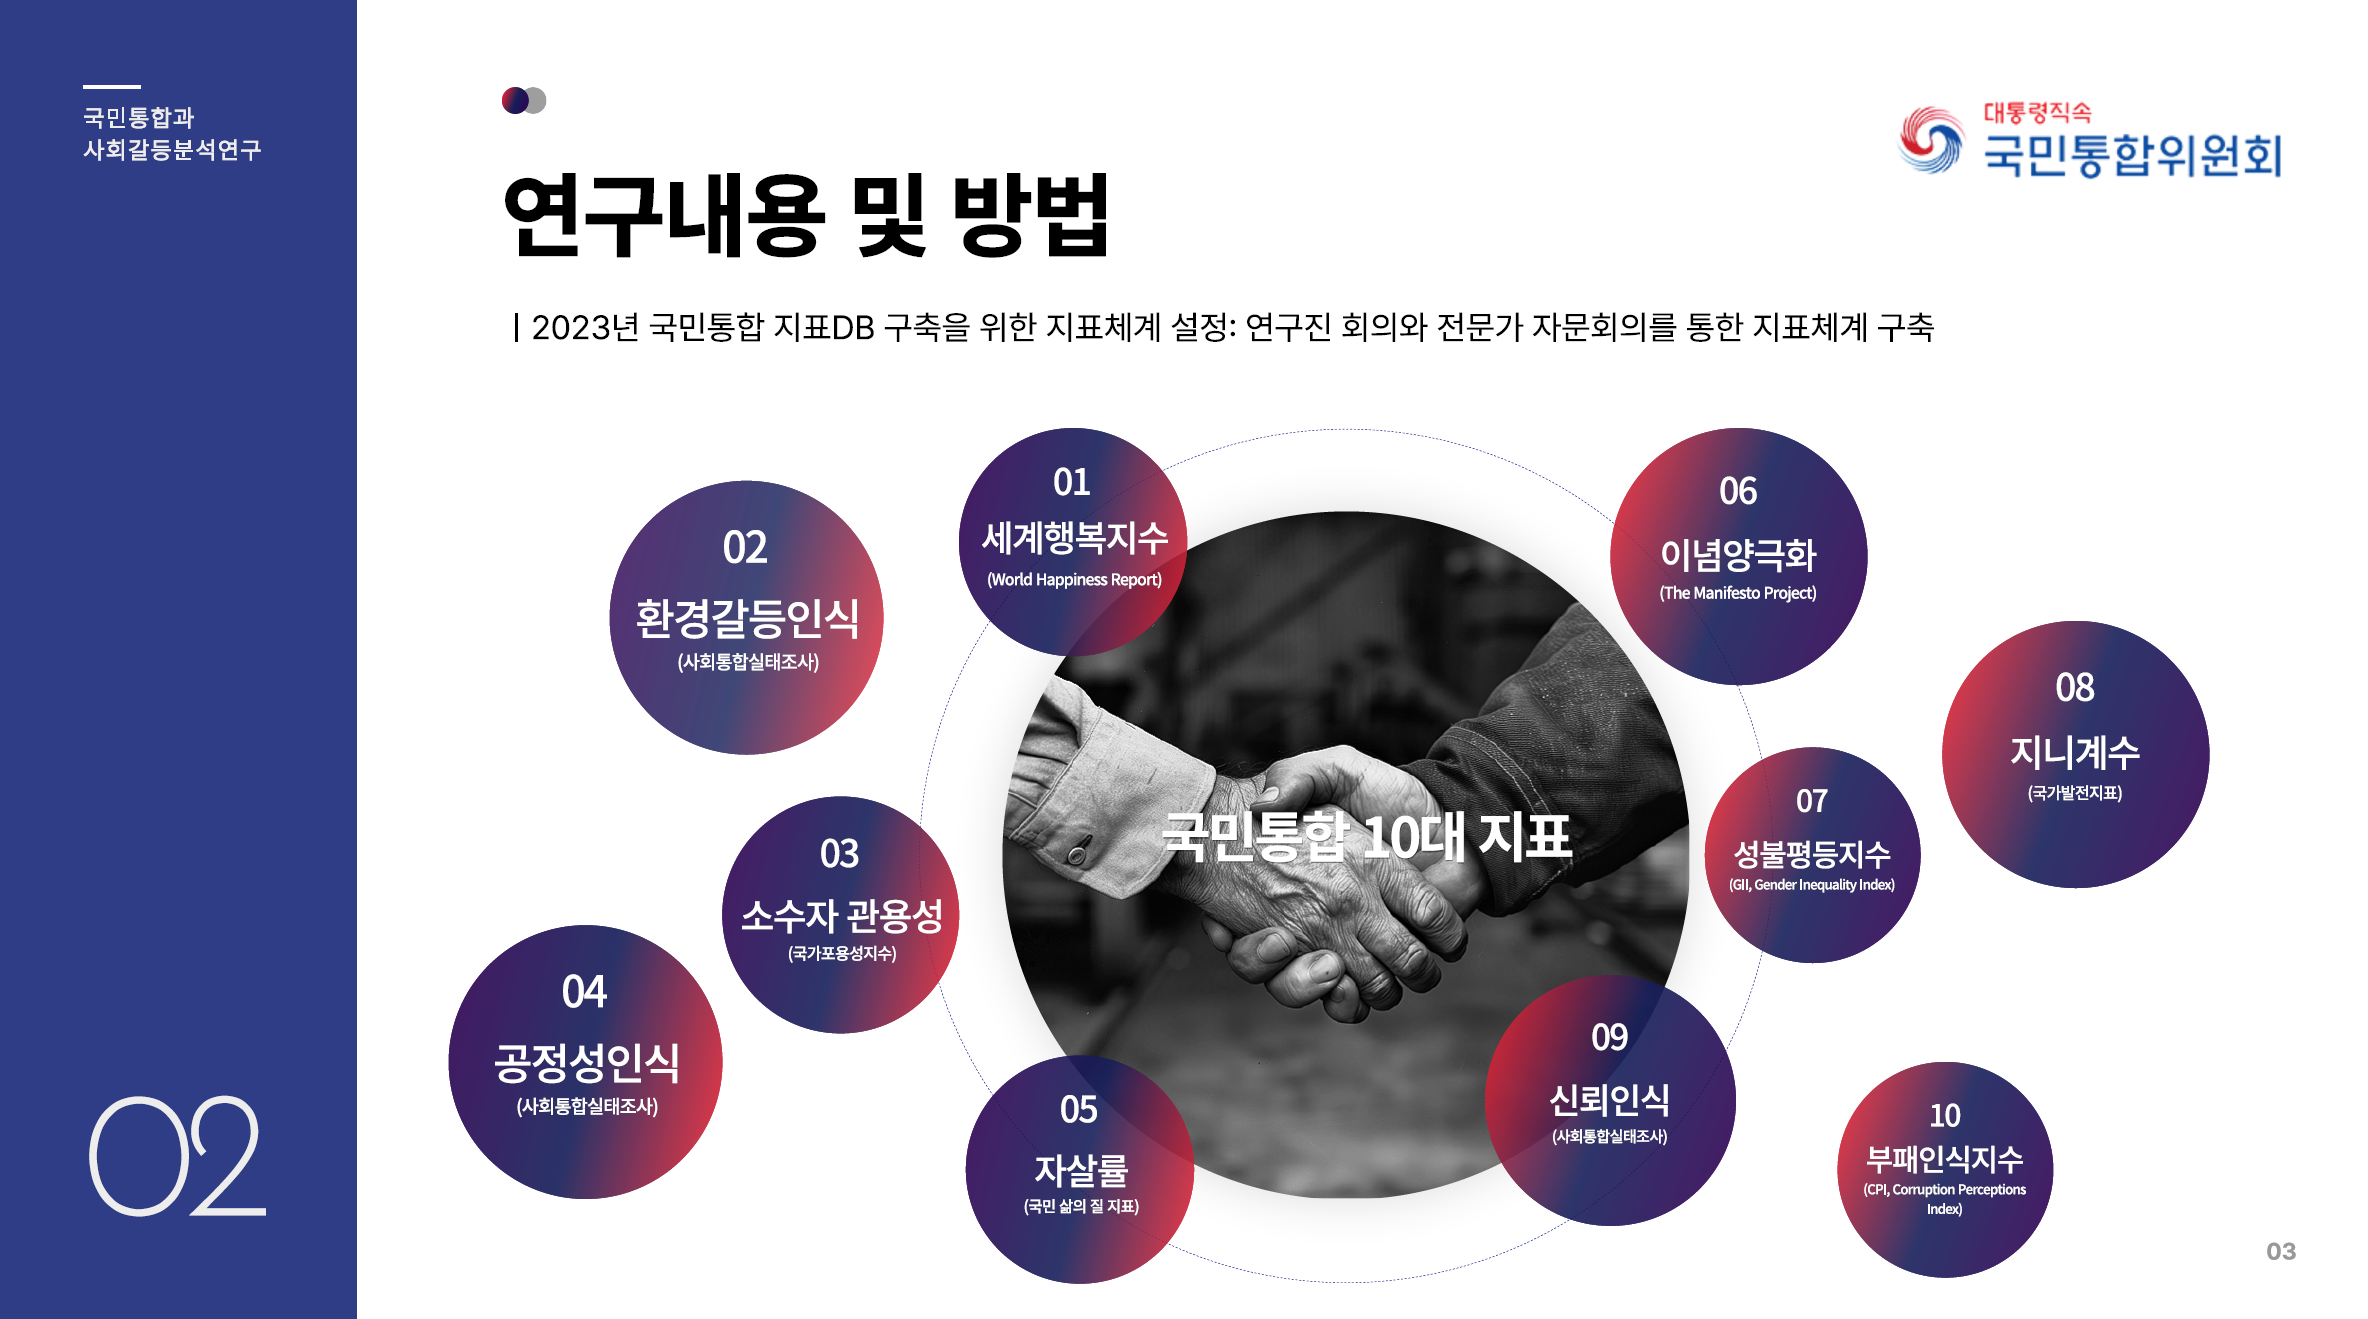 국민통합과
사회갈등분석연구
02
대통령직속
국민통합위원회
연구내용 및 방법
| 2023년 국민통합 지표DB 구축을 위한 지표체계 설정: 연구진 회의와 전문가 자문회의를 통한 지표체계 구축
국민통합 10대 지표
01
세계행복지수
(World Happiness Report)
02
환경갈등인식
(사회통합실태조사)
03
소수자 관용성
(국가포용성지수)
04
공정성인식
(사회통합실태조사)
05
자살률
(국민 삶의 질 지표)
06
이념양극화
(The Manifesto Project)
07
성불평등지수
(GII, Gender Inequality Index)
08
지니계수
(국가발전지표)
09
신뢰인식
(사회통합실태조사)
10
부패인식지수
(CPI, Corruption Perceptions
Index)
03